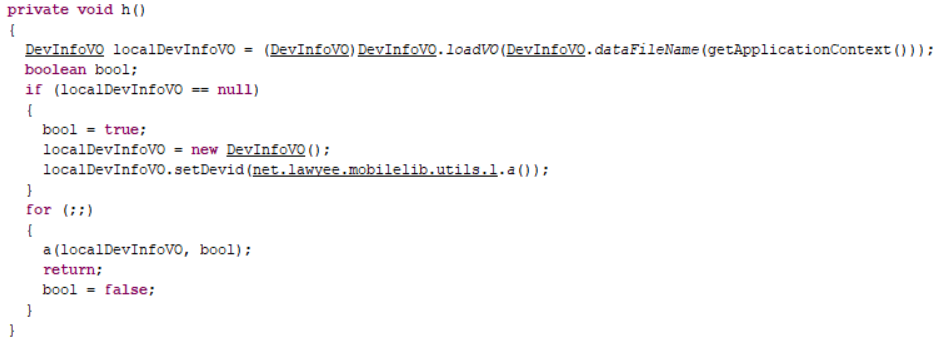 private void h()
{
  DevInfoVO localDevInfoVO = (DevInfoVO)DevInfoVO.loadVO(DevInfoVO.dataFileName(getApplicationContext()));
  boolean bool;
  if (localDevInfoVO == null)
  {
    bool = true;
    localDevInfoVO = new DevInfoVO();
    localDevInfoVO.setDevid(net.lawyee.mobilelib.utils.l.a());
  }
  for (;;)
  {
    a(localDevInfoVO, bool);
    return;
    bool = false;
  }
}